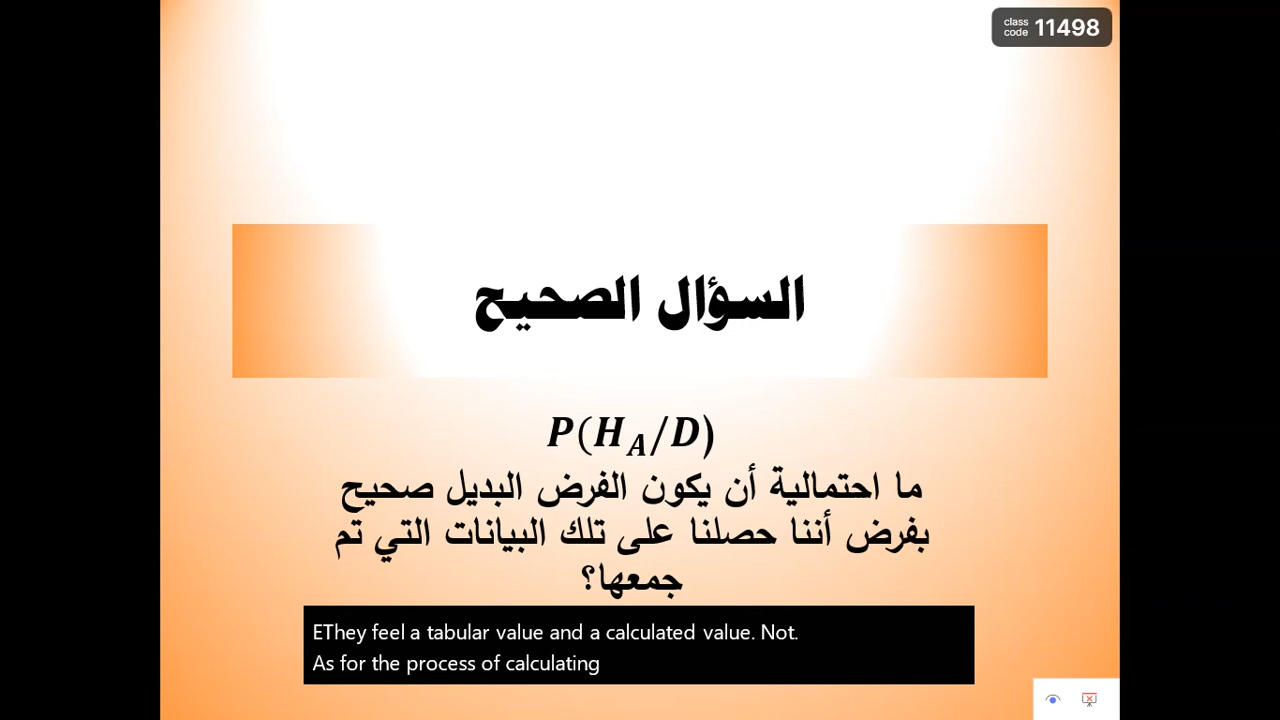 class
code 11498
السؤال الصحيح
P(H_A/D)
ما احتمالية أن يكون الفرض البديل صحيح
بفرض أننا حصلنا على تلك البيانات التي تم
جمعها؟
EThey feel a tabular value and a calculated value. Not.
As for the process of calculating